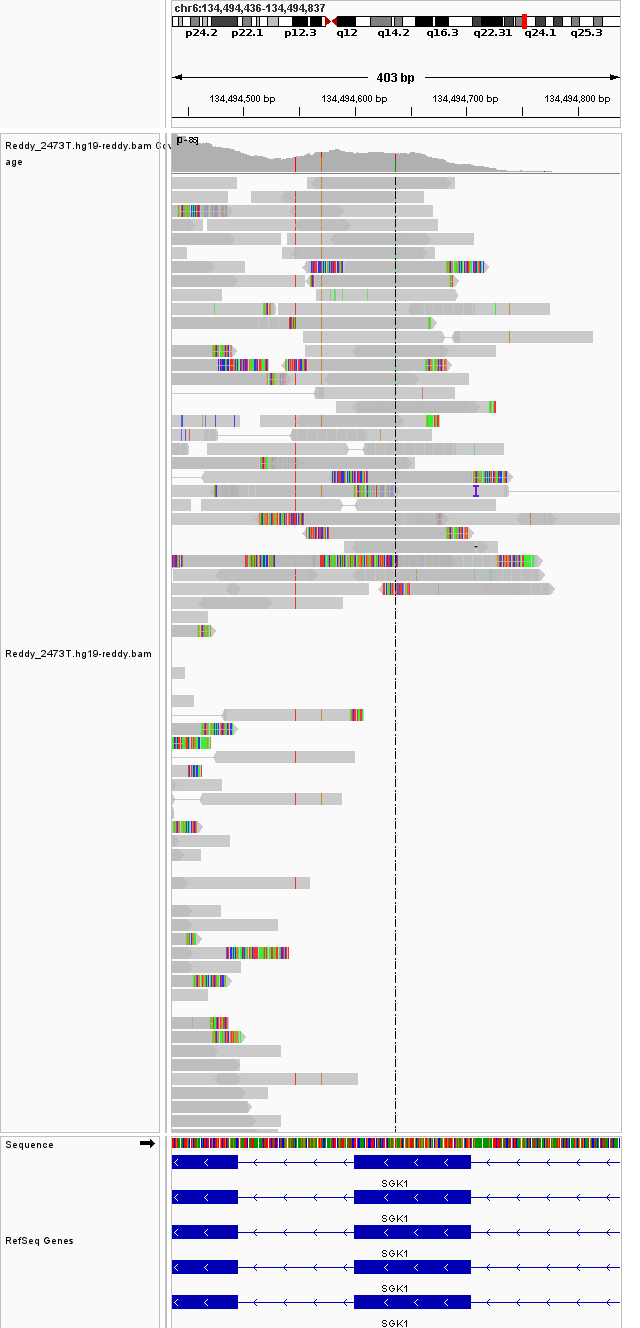 chr6:134,494,436-134,494,837
p24.2 p22.1 p12.3 q12 q14.2 q16.3 q22.31 q24.1 q25.3
403 bp
134,494,500 bp 134,494,600 bp 134,494,700 bp 134,494,800 bp
Reddy_2473T.hg19-reddy.bam Cov
age
Reddy_2473T.hg19-reddy.bam
Sequence
SGK1
SGK1
RefSeq Genes
SGK1
SGK1
SGK1